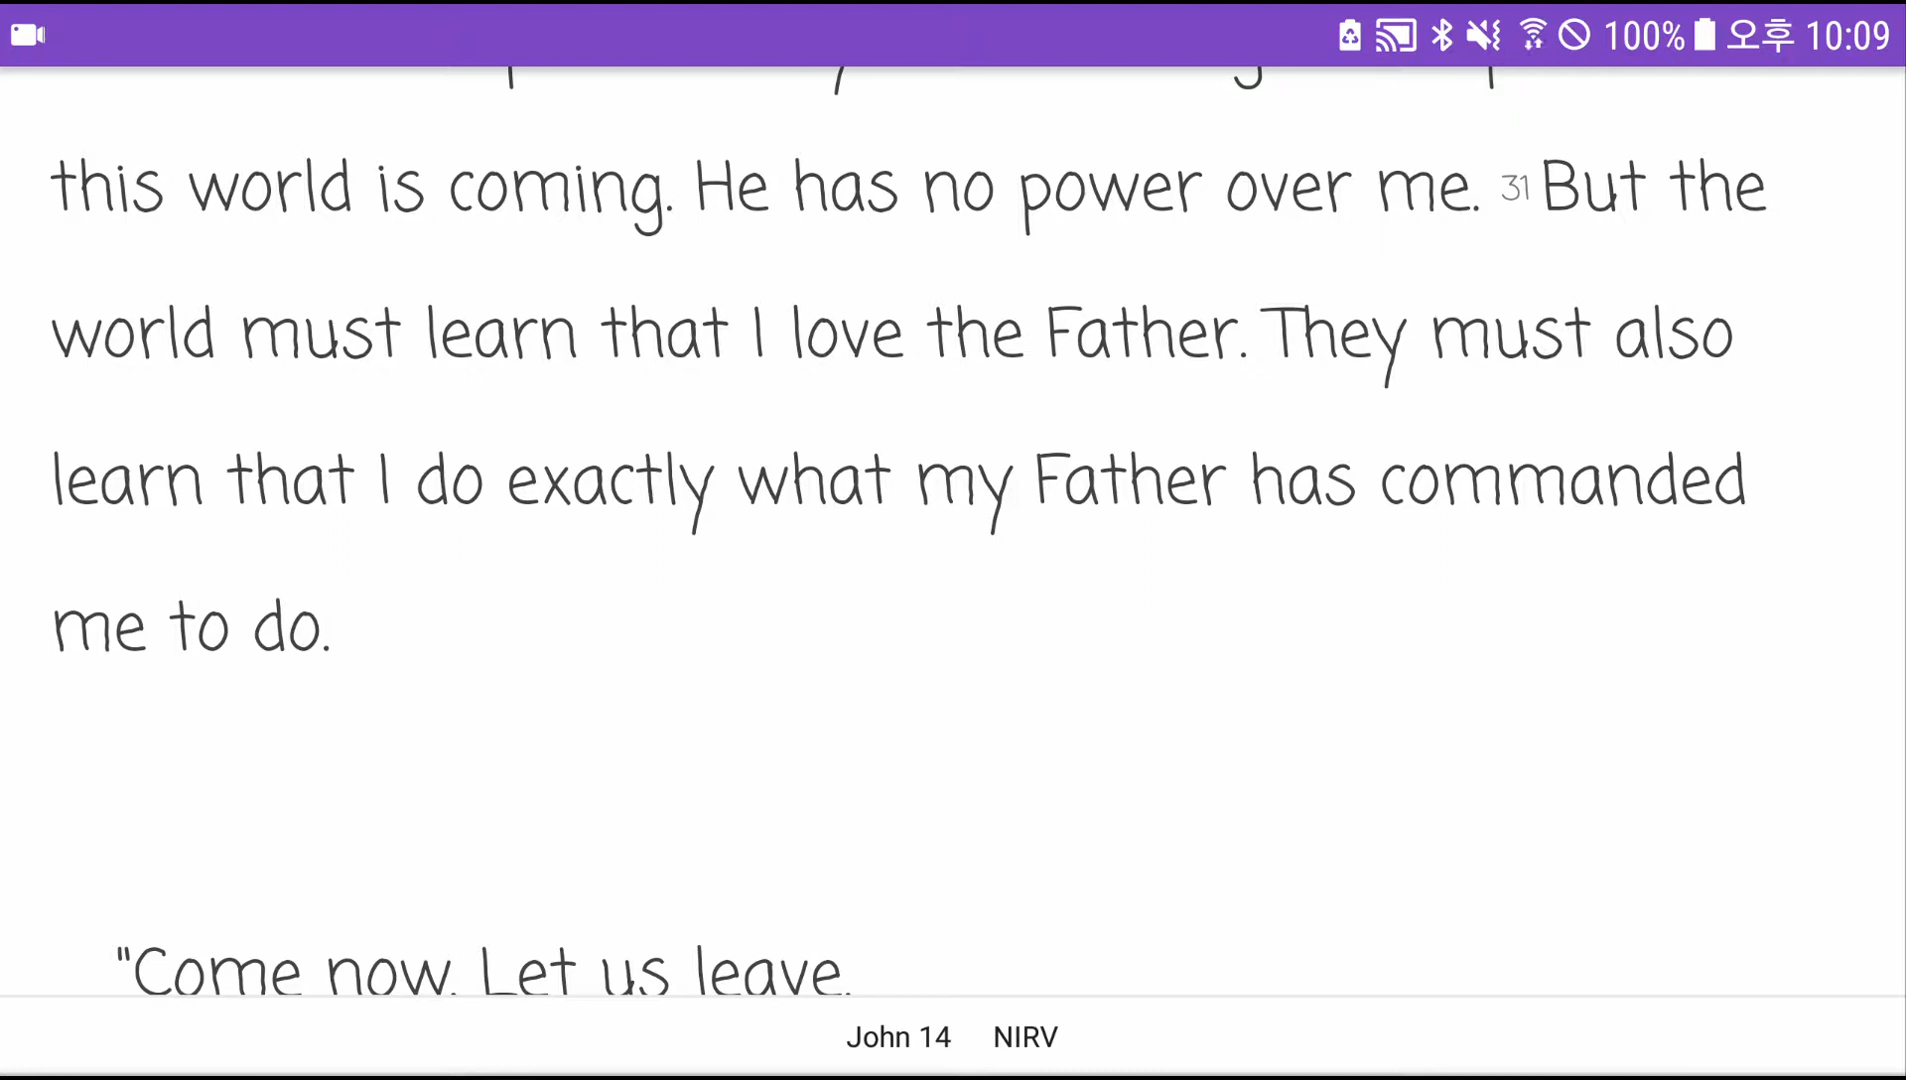 100% 오후 10:09
this world is coming. He has no power over me. 31 But the
world must learn that I love the Father. They must also
learn that I do exactly what my Father has commanded
me to do.
"Come now. Let us leave.
John 14 NIRV